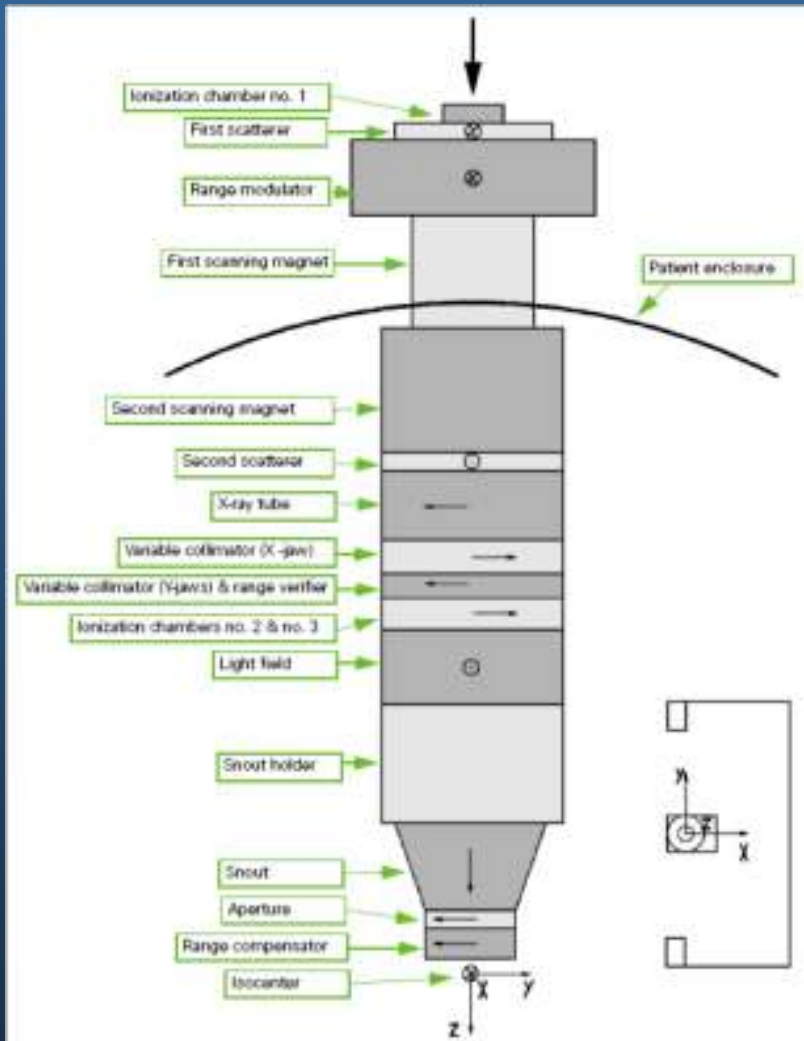 Ionization chamber no. 1
First scatterer
Range modulator
First scanning magnet
Patient enclosure
Second scanning magnet
Second scatterer
X-ray tube
Variable collimator (X -jaw)
Variable collimator (Y-jaws) & range verifier
Ionization chambers no. 2 & no. 3
Light field
Snout holder
y
Z
X
Snout
Aperture
Range compensator
Isocenter
X
y
Z